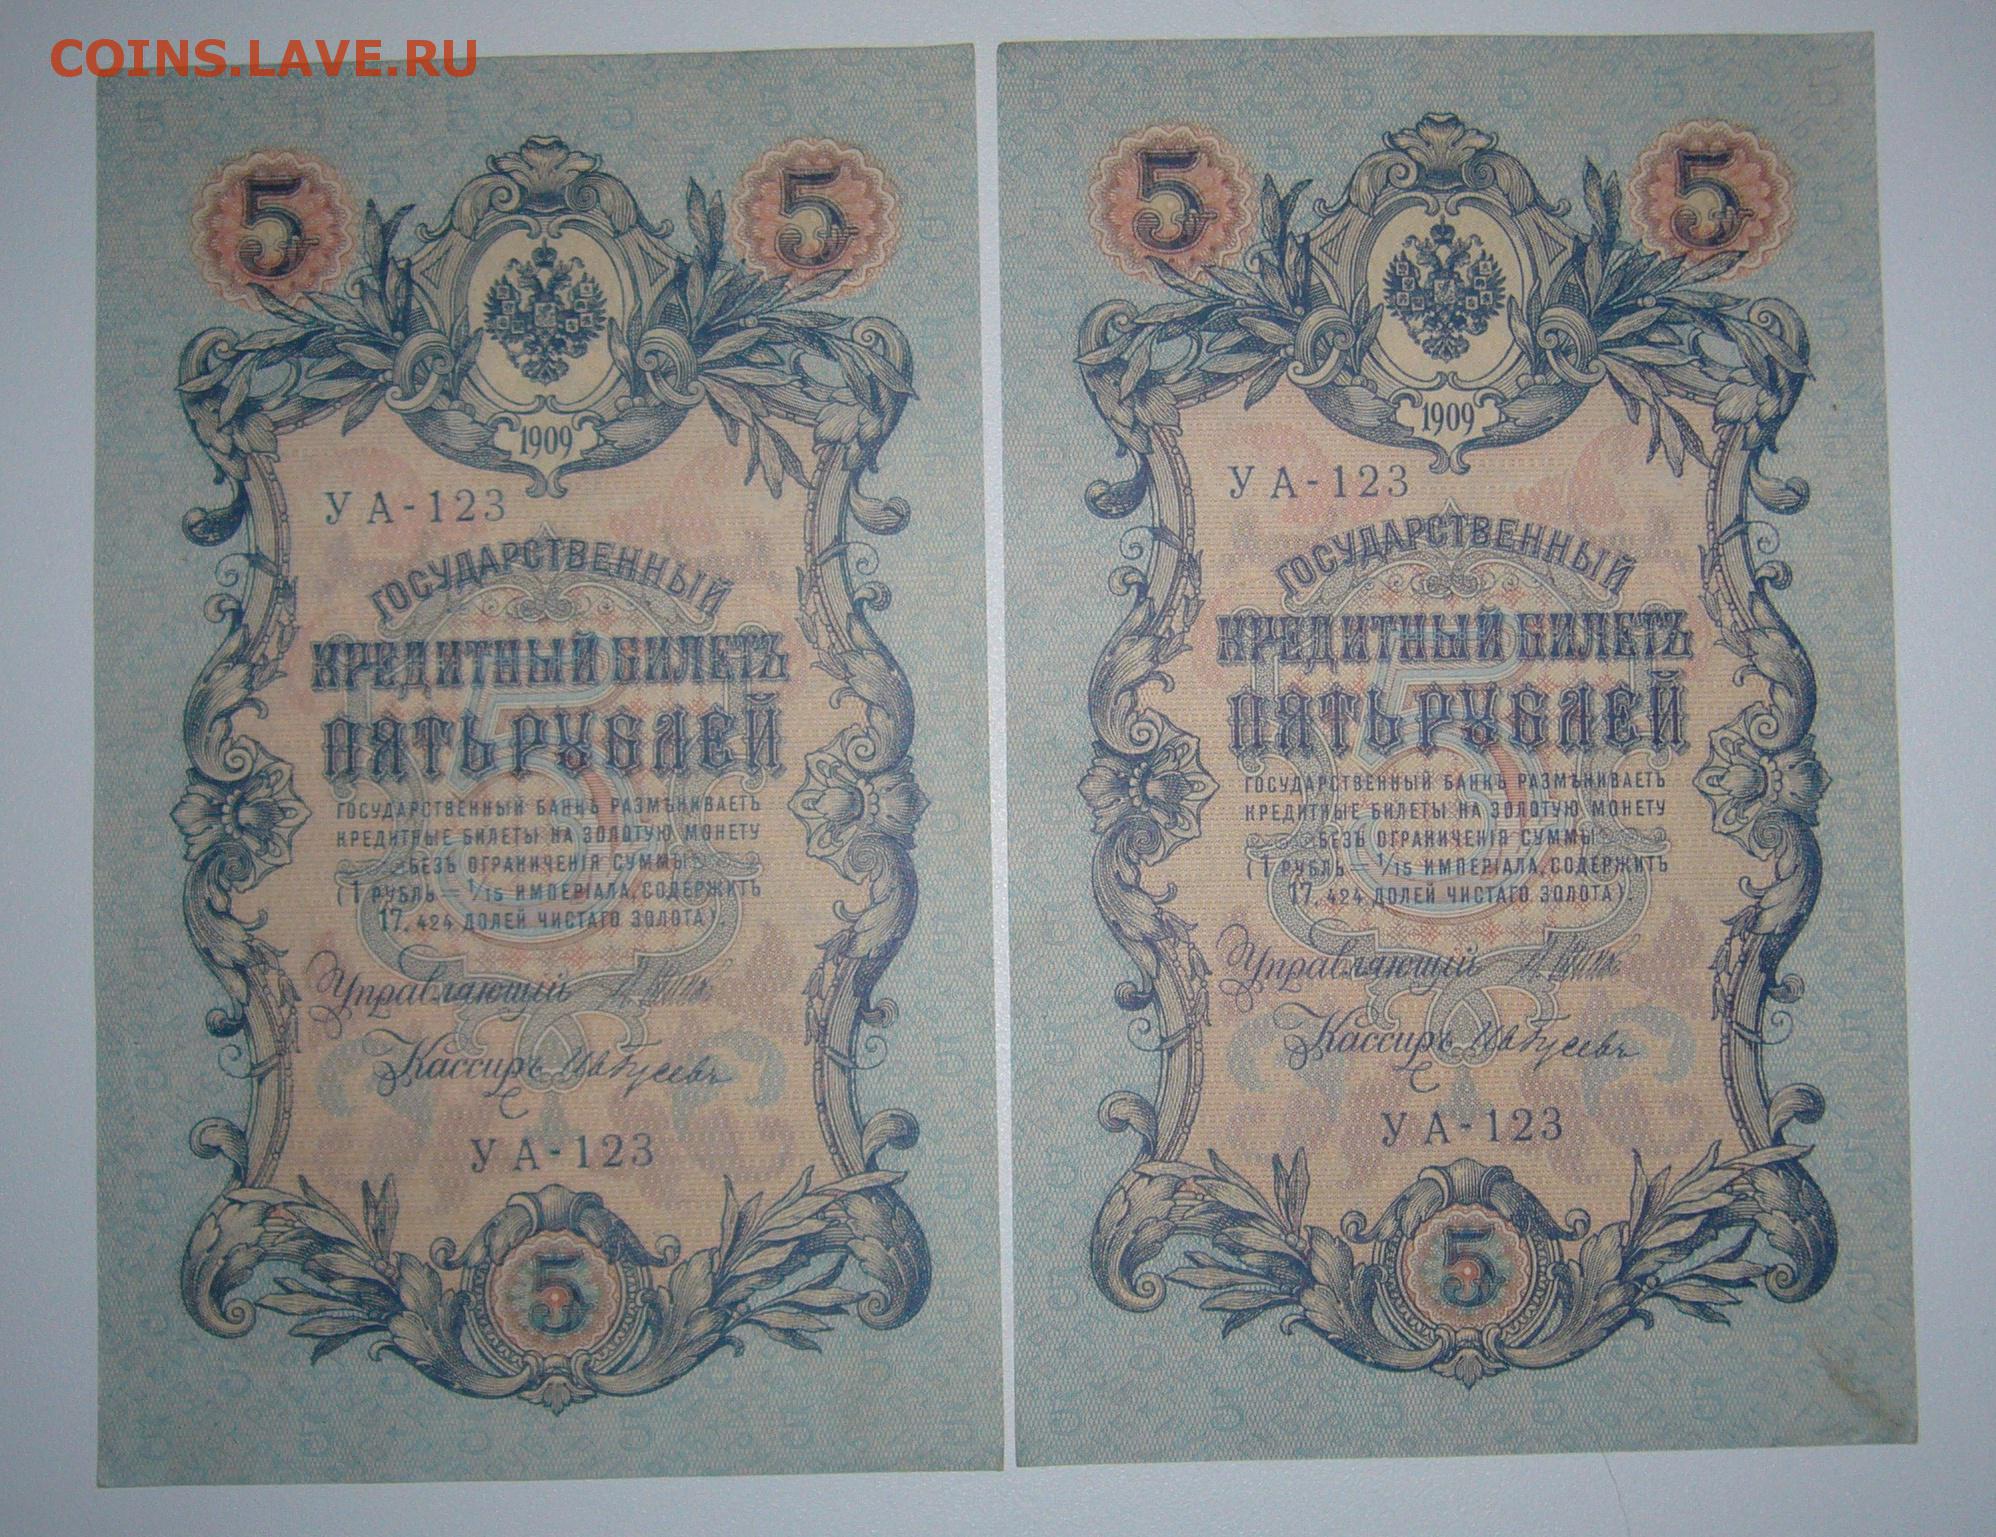 COINS.LAVE.RU
5 5
1909
УА-123
ГОСУДАРСТВЕННЫЙ
КРЕДИТНЫЙ БИЛЕТЪ
ПЯТЬ РУБЛЕЙ
ГОСУДАРСТВЕННЫЙ БАНКЪ РАЗМѢНИВАЕТЪ
КРЕДИТНЫЕ БИЛЕТЫ НА ЗОЛОТУЮ МОНЕТУ
БЕЗЪ ОГРАНИЧЕНІЯ СУММЫ
(1 РУБЛЬ = 1/15 ИМПЕРІАЛА, СОДЕРЖИТЪ
17,424 ДОЛЕЙ ЧИСТАГО ЗОЛОТА).
Управляющій
Кассиръ
УА-123
5
5 5
1909
УА-123
ГОСУДАРСТВЕННЫЙ
КРЕДИТНЫЙ БИЛЕТЪ
ПЯТЬ РУБЛЕЙ
ГОСУДАРСТВЕННЫЙ БАНКЪ РАЗМѢНИВАЕТЪ
КРЕДИТНЫЕ БИЛЕТЫ НА ЗОЛОТУЮ МОНЕТУ
БЕЗЪ ОГРАНИЧЕНІЯ СУММЫ
(1 РУБЛЬ = 1/15 ИМПЕРІАЛА, СОДЕРЖИТЪ
17,424 ДОЛЕЙ ЧИСТАГО ЗОЛОТА).
Управляющій
Кассиръ
УА-123
5